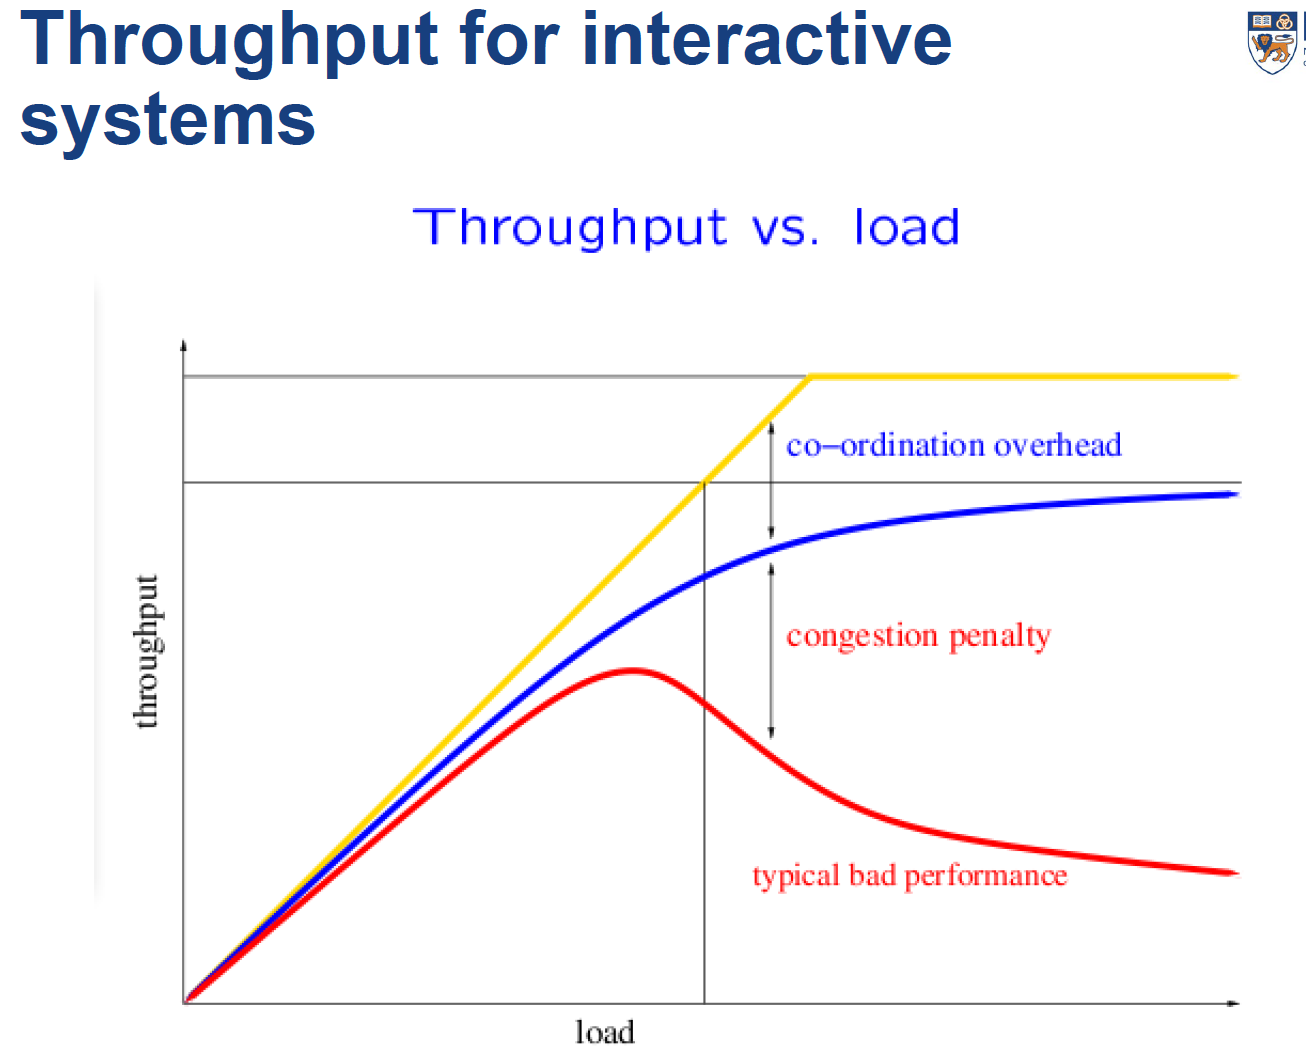 Throughput for interactive
systems
Throughput vs. load
co-ordination overhead
throughput
congestion penalty
typical bad performance
load